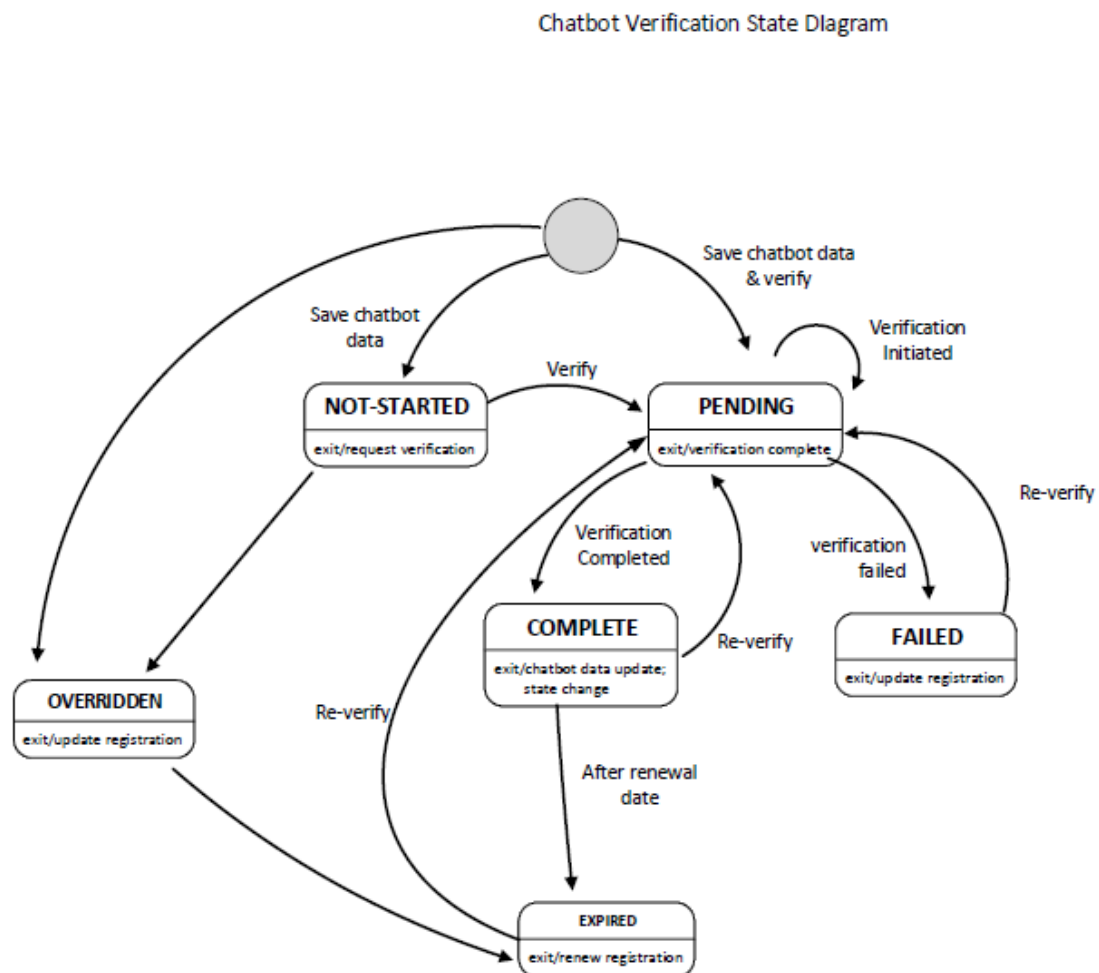 Chatbot Verification State DIagram
Save chatbot data
& verify
Save chatbot
data
Verification
Initiated
Verify
NOT-STARTED
exit/request verification
PENDING
exit/verification complete
Re-verify
Verification
Completed
verification
failed
COMPLETE
exit/chatbot data update;
state change
Re-verify
FAILED
exit/update registration
OVERRIDDEN
exit/update registration
Re-verify
After renewal
date
EXPIRED
exit/renew registration